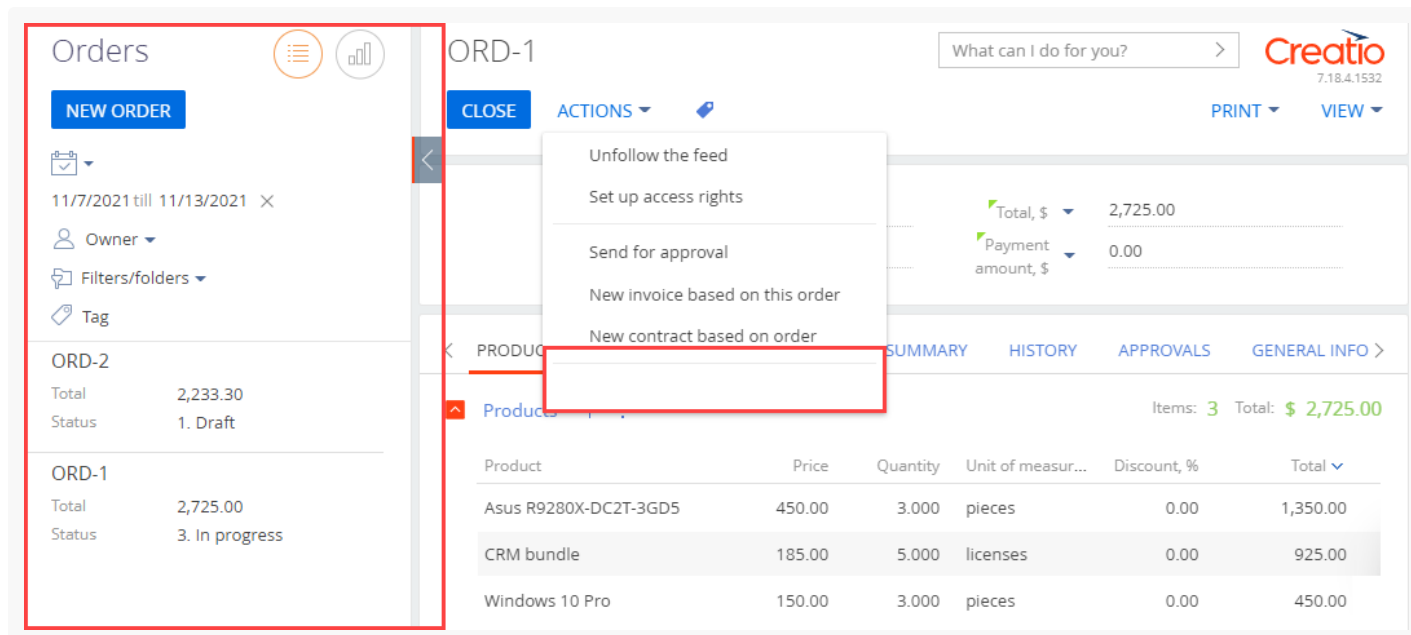 Orders
NEW ORDER
11/7/2021 till 11/13/2021
Owner
Filters/folders
Tag
ORD-2
Total 2,233.30
Status 1. Draft
ORD-1
Total 2,725.00
Status 3. In progress
ORD-1
What can I do for you?
Creatio
7.18.4.1532
CLOSE ACTIONS PRINT VIEW
Unfollow the feed
Set up access rights
Send for approval
New invoice based on this order
New contract based on order
Total, $ 2,725.00
Payment amount, $ 0.00
PRODUC SUMMARY HISTORY APPROVALS GENERAL INFO
Products Items: 3 Total: $ 2,725.00
Product Price Quantity Unit of measur... Discount, % Total
Asus R9280X-DC2T-3GD5 450.00 3.000 pieces 0.00 1,350.00
CRM bundle 185.00 5.000 licenses 0.00 925.00
Windows 10 Pro 150.00 3.000 pieces 0.00 450.00